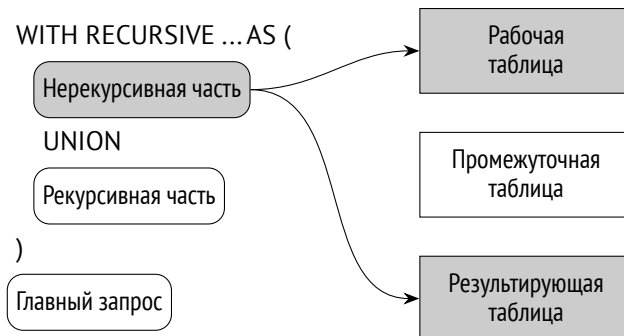 WITH RECURSIVE ... AS (
Нерекурсивная часть
UNION
Рекурсивная часть
)
Главный запрос
Рабочая
таблица
Промежуточная
таблица
Результирующая
таблица